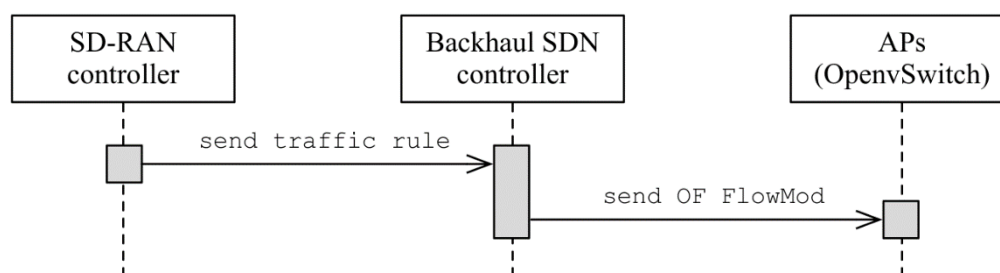 SD-RAN
controller
Backhaul SDN
controller
APs
(OpenvSwitch)
send traffic rule
send OF FlowMod